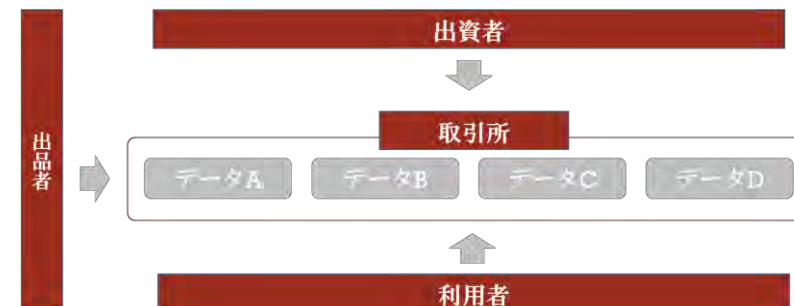 出資者
取引所
出品者
データA
データB
データC
データD
利用者